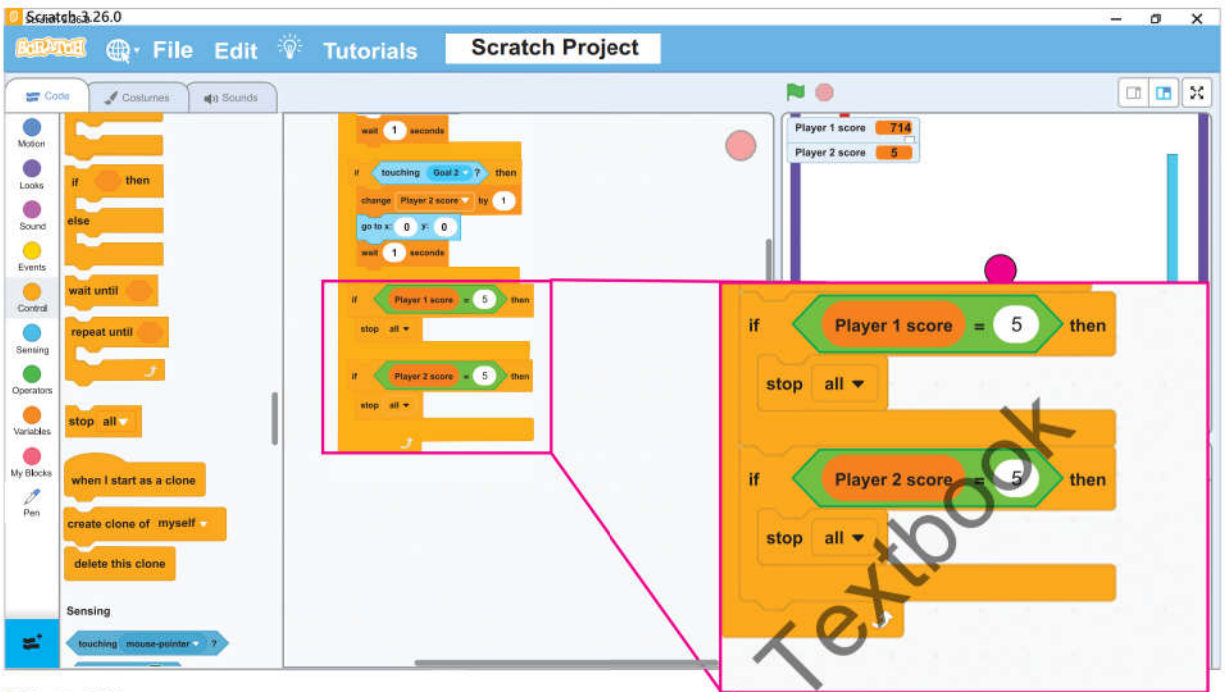 Scratch 3.26.0
SCRATCH File Edit Tutorials Scratch Project
Code Costumes Sounds
Motion
Looks
Sound
Events
Control
Sensing
Operators
Variables
My Blocks
Pen
if then
else
wait until
repeat until
stop all
when I start as a clone
create clone of myself
delete this clone
Sensing
touching mouse-pointer ?
wait 1 seconds
if touching Goal 2 ? then
change Player 2 score by 1
go to x: 0 y: 0
wait 1 seconds
if Player 1 score = 5 then
stop all
if Player 2 score = 5 then
stop all
Player 1 score 714
Player 2 score 5
if Player 1 score = 5 then
stop all
if Player 2 score = 5 then
stop all
Textbook